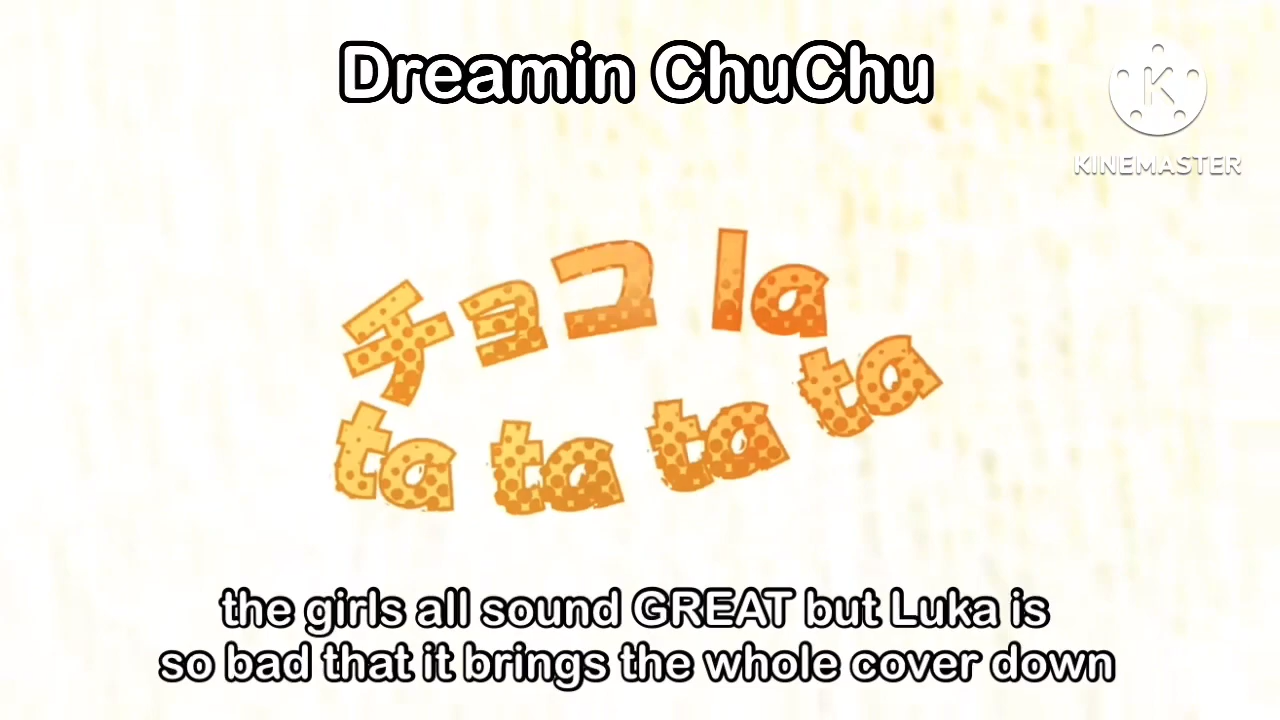 Dreamin ChuChu
K
KINEMASTER
チョコ la
ta ta ta ta
the girls all sound GREAT but Luka is
so bad that it brings the whole cover down